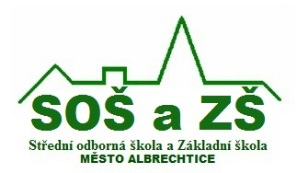 SOŠ a ZŠ
Střední odborná škola a Základní škola
MĚSTO ALBRECHTICE